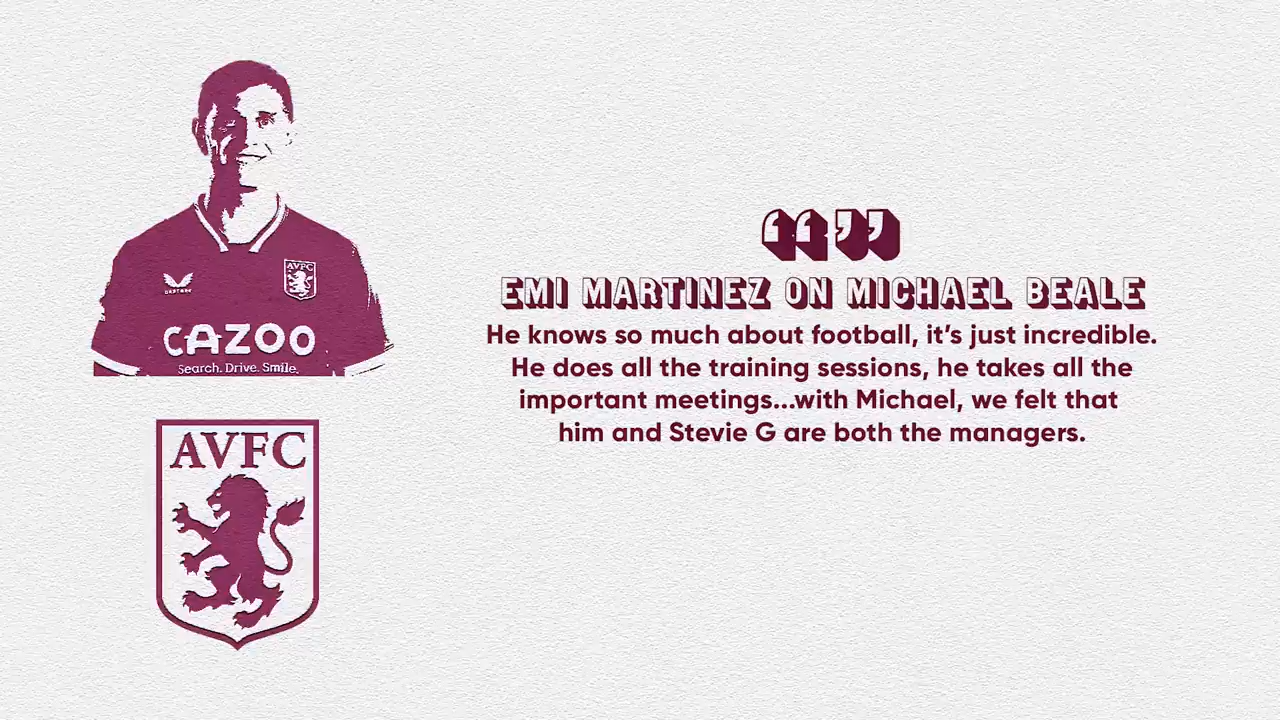 AVFC
CAZOO
Search. Drive. Smile.
AVFC
EMI MARTINEZ ON MICHAEL BEALE
He knows so much about football, it’s just incredible.
He does all the training sessions, he takes all the
important meetings...with Michael, we felt that
him and Stevie G are both the managers.